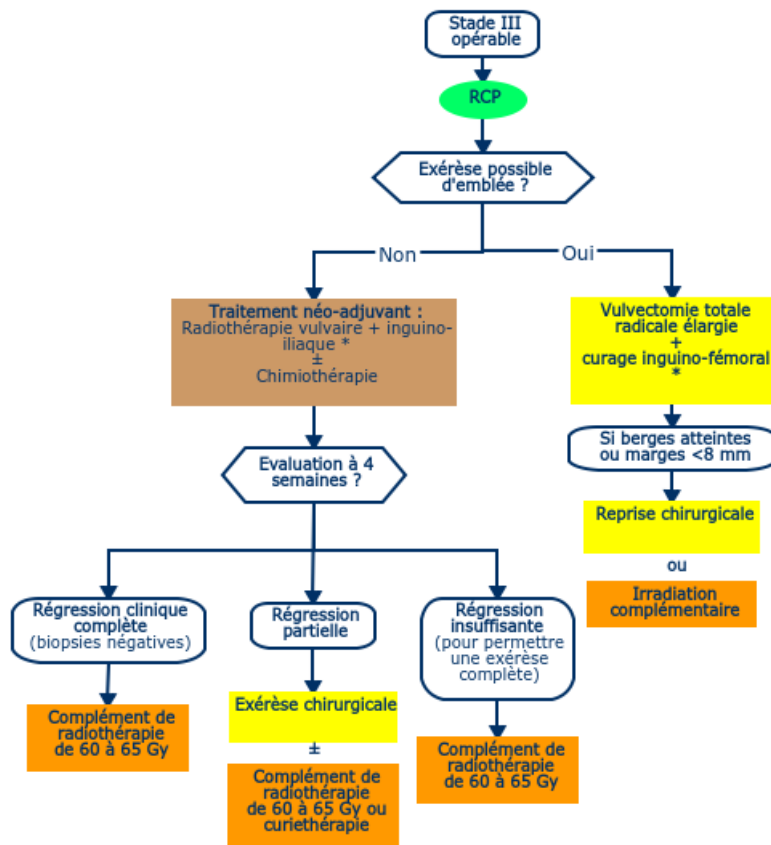 Stade III
opérable
RCP
Exérèse possible
d'emblée ?
Non
Oui
Traitement néo-adjuvant :
Radiothérapie vulvaire + inguino-
iliaque *
±
Chimiothérapie
Vulvectomie totale
radicale élargie
+
curage inguino-fémoral
*
Evaluation à 4
semaines ?
Si berges atteintes
ou marges <8 mm
Reprise chirurgicale
ou
Irradiation
complémentaire
Régression clinique
complète
(biopsies négatives)
Régression
partielle
Régression
insuffisante
(pour permettre
une exérèse
complète)
Complément de
radiothérapie
de 60 à 65 Gy
Exérèse chirurgicale
±
Complément de
radiothérapie
de 60 à 65 Gy ou
curiethérapie
Complément de
radiothérapie
de 60 à 65 Gy